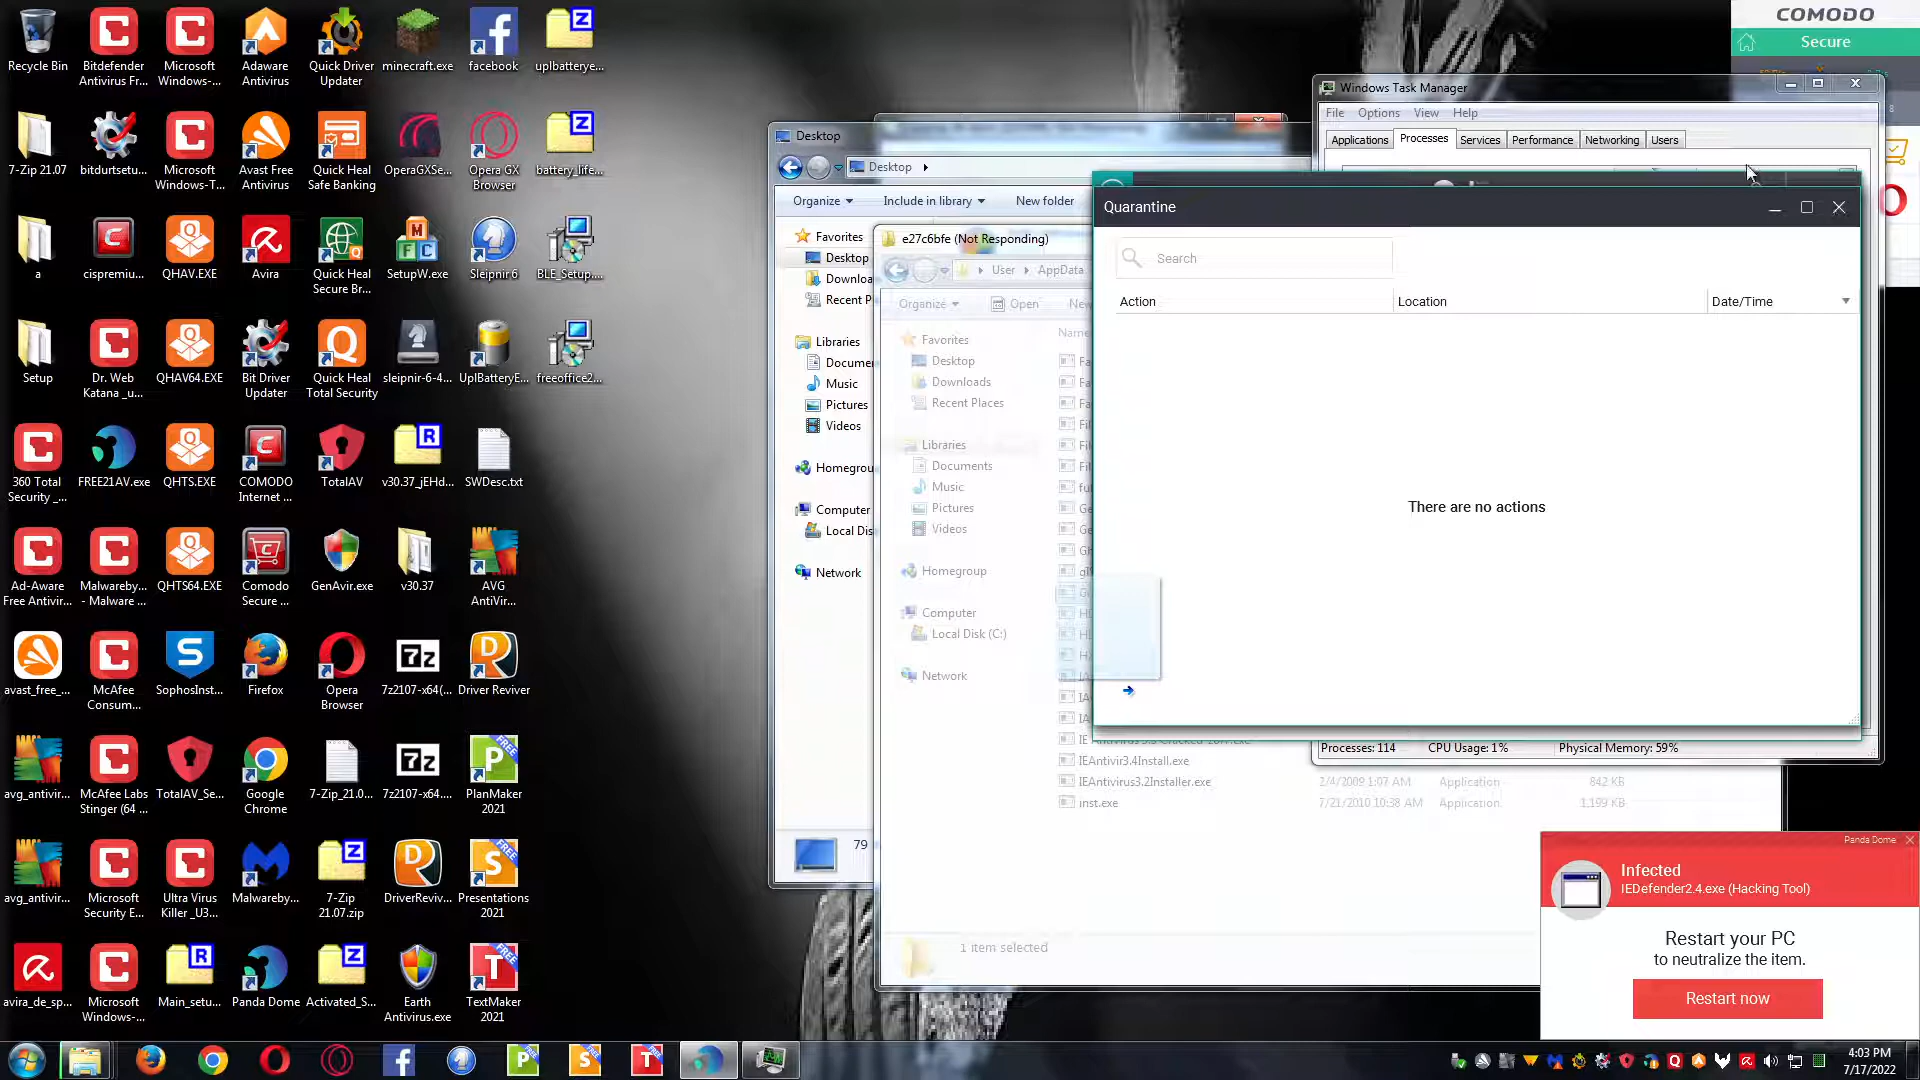 Recycle Bin
Bitdefender
Antivirus Fr...
Microsoft
Windows-...
Adaware
Antivirus
Quick Driver
Updater
minecraft.exe
facebook
uplbatterye...
7-Zip 21.07
bitdurtsetu...
Microsoft
Windows-T...
Avast Free
Antivirus
Quick Heal
Safe Banking
OperaGXSe...
Opera GX
Browser
battery_life...
a
cispremiu...
QHAV.EXE
Avira
Quick Heal
Secure Br...
SetupW.exe
Sleipnir 6
BLE_Setup....
Setup
Dr. Web
Katana _u...
QHAV64.EXE
Bit Driver
Updater
Quick Heal
Total Security
sleipnir-6-4...
UplBatteryE...
freeoffice2...
360 Total
Security _...
FREE21AV.exe
QHTS.EXE
COMODO
Internet ...
TotalAV
v30.37_jEHd...
SWDesc.txt
Ad-Aware
Free Antivir...
Malwareby...
- Malware ...
QHTS64.EXE
Comodo
Secure ...
GenAvir.exe
v30.37
AVG
AntiVir...
avast_free_...
McAfee
Consum...
SophosInst...
Firefox
Opera
Browser
7z2107-x64(...
Driver Reviver
avg_antivir...
McAfee Labs
Stinger (64 ...
TotalAV_Se...
Google
Chrome
7-Zip_21.0...
7z2107-x64....
PlanMaker
2021
avg_antivir...
Microsoft
Security E...
Ultra Virus
Killer _U3...
Malwareby...
7-Zip
21.07.zip
DriverReviv...
Presentations
2021
avira_de_sp...
Microsoft
Windows-...
Main_setu...
Panda Dome
Activated_S...
Earth
Antivirus.exe
TextMaker
2021
COMODO
Secure
Windows Task Manager
File Options View Help
Applications Processes Services Performance Networking Users
Processes: 114 CPU Usage: 1% Physical Memory: 59%
Desktop
Desktop
Organize Include in library New folder
Favorites
Desktop
Recent P
Libraries
Music
Pictures
Videos
Computer
Local Dis
Network
79
e27c6bfe (Not Responding)
User AppData
Organize Open
Name
Favorites
Desktop
Downloads
Recent Places
Libraries
Documents
Music
Pictures
Videos
Homegroup
Computer
Local Disk (C:)
Network
IEAntivir3.4Install.exe
IEAntivirus3.2Installer.exe 2/4/2009 1:07 AM Application 842 KB
inst.exe 7/21/2010 10:38 AM Application 1,199 KB
1 item selected
Quarantine
Search
Action Location Date/Time
There are no actions
Panda Dome
Infected
IEDefender2.4.exe (Hacking Tool)
Restart your PC
to neutralize the item.
Restart now
4:03 PM
7/17/2022